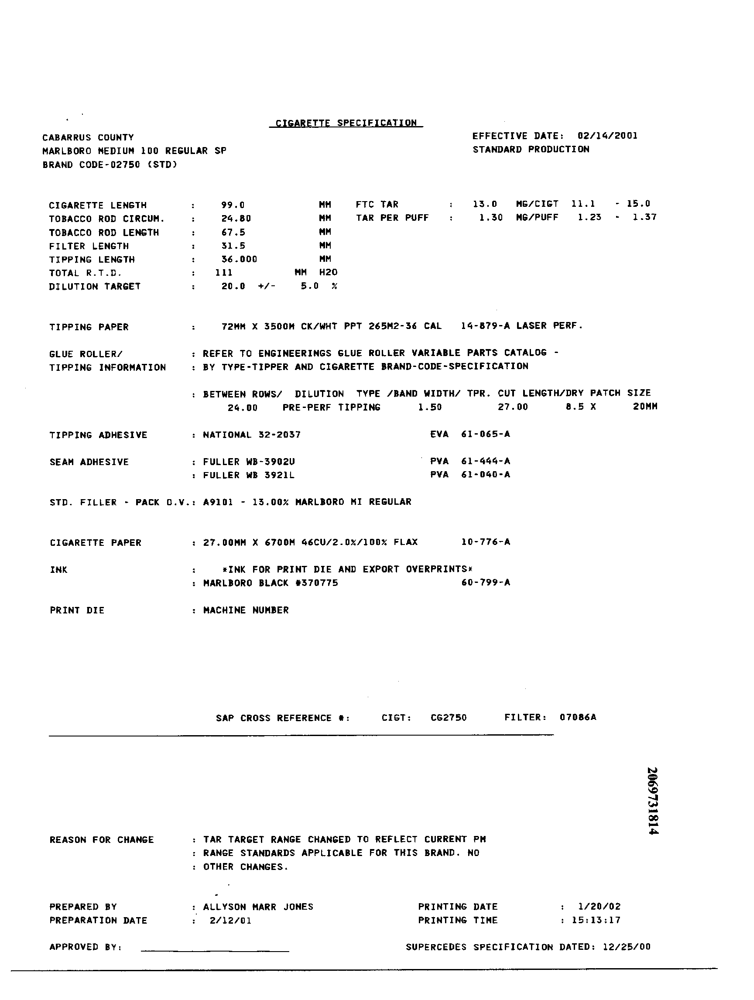 CIGARETTE SPECIFICATION
CABARRUS COUNTY EFFECTIVE DATE: 02/14/2001
MARLBORO MEDIUM 100 REGULAR SP STANDARD PRODUCTION
BRAND CODE-02750 (STD)
CIGARETTE LENGTH : 99.0 MM FTC TAR : 13.0 MG/CIGT 11.1 - 15.0
TOBACCO ROD CIRCUM. : 24.80 MM TAR PER PUFF : 1.30 MG/PUFF 1.23 - 1.37
TOBACCO ROD LENGTH : 67.5 MM
FILTER LENGTH : 31.5 MM
TIPPING LENGTH : 36.000 MM
TOTAL R.T.D. : 111 MM H2O
DILUTION TARGET : 20.0 +/- 5.0 %
TIPPING PAPER : 72MM X 3500M CK/WHT PPT 265M2-36 CAL 14-879-A LASER PERF.
GLUE ROLLER/ : REFER TO ENGINEERINGS GLUE ROLLER VARIABLE PARTS CATALOG -
TIPPING INFORMATION : BY TYPE-TIPPER AND CIGARETTE BRAND-CODE-SPECIFICATION
: BETWEEN ROWS/ DILUTION TYPE /BAND WIDTH/ TPR. CUT LENGTH/DRY PATCH SIZE
24.00 PRE-PERF TIPPING 1.50 27.00 8.5 X 20MM
TIPPING ADHESIVE : NATIONAL 32-2037 EVA 61-065-A
SEAM ADHESIVE : FULLER WB-3902U PVA 61-444-A
: FULLER WB 3921L PVA 61-040-A
STD. FILLER - PACK O.V.: A9101 - 13.00% MARLBORO MI REGULAR
CIGARETTE PAPER : 27.00MM X 6700M 46CU/2.0%/100% FLAX 10-776-A
INK : *INK FOR PRINT DIE AND EXPORT OVERPRINTS*
: MARLBORO BLACK #370775 60-799-A
PRINT DIE : MACHINE NUMBER
SAP CROSS REFERENCE #: CIGT: CG2750 FILTER: 07086A
2069731814
REASON FOR CHANGE : TAR TARGET RANGE CHANGED TO REFLECT CURRENT PM
: RANGE STANDARDS APPLICABLE FOR THIS BRAND. NO
: OTHER CHANGES.
PREPARED BY : ALLYSON MARR JONES PRINTING DATE : 1/20/02
PREPARATION DATE : 2/12/01 PRINTING TIME : 15:13:17
APPROVED BY: SUPERCEDES SPECIFICATION DATED: 12/25/00